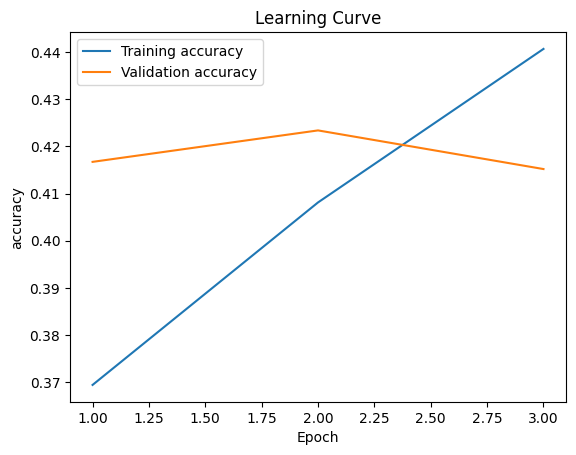 Learning Curve
Training accuracy
Validation accuracy
0.44
0.43
0.42
0.41
0.40
0.39
0.38
0.37
accuracy
1.00 1.25 1.50 1.75 2.00 2.25 2.50 2.75 3.00
Epoch